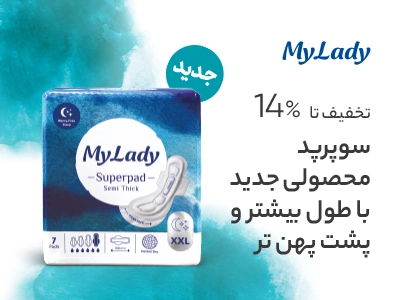 MyLady
تخفیف تا 14%
سوپرپد
محصولی جدید
با طول بیشتر و
پشت پهن تر
جدید
MyLady
Superpad
Semi Thick
7
Pads
XXL